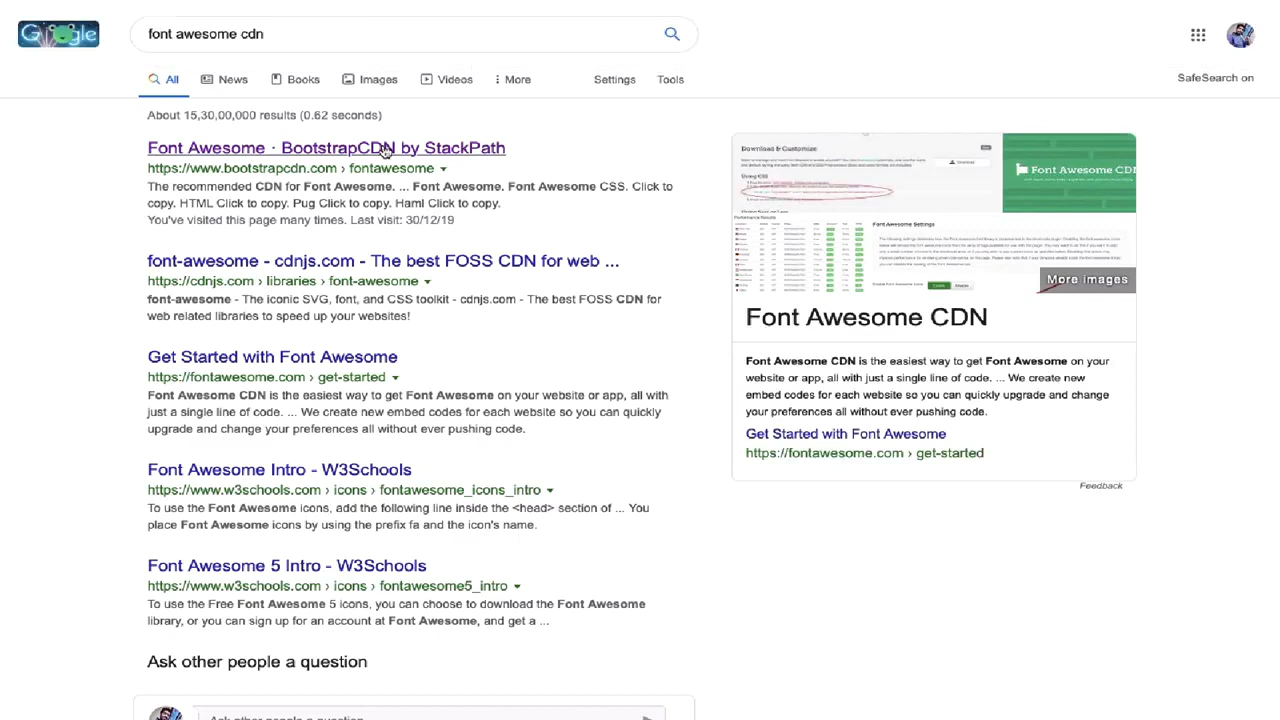 Google
font awesome cdn
All
News
Books
Images
Videos
More
Settings
Tools
SafeSearch on
About 15,30,00,000 results (0.62 seconds)
Font Awesome · BootstrapCDN by StackPath
https://www.bootstrapcdn.com › fontawesome
The recommended CDN for Font Awesome. ... Font Awesome. Font Awesome CSS. Click to
copy. HTML Click to copy. Pug Click to copy. Haml Click to copy.
You've visited this page many times. Last visit: 30/12/19
font-awesome - cdnjs.com - The best FOSS CDN for web ...
https://cdnjs.com › libraries › font-awesome
font-awesome - The iconic SVG, font, and CSS toolkit - cdnjs.com - The best FOSS CDN for
web related libraries to speed up your websites!
Get Started with Font Awesome
https://fontawesome.com › get-started
Font Awesome CDN is the easiest way to get Font Awesome on your website or app, all with
just a single line of code. ... We create new embed codes for each website so you can quickly
upgrade and change your preferences all without ever pushing code.
Font Awesome Intro - W3Schools
https://www.w3schools.com › icons › fontawesome_icons_intro
To use the Font Awesome icons, add the following line inside the <head> section of ... You
place Font Awesome icons by using the prefix fa and the icon's name.
Font Awesome 5 Intro - W3Schools
https://www.w3schools.com › icons › fontawesome5_intro
To use the Free Font Awesome 5 icons, you can choose to download the Font Awesome
library, or you can sign up for an account at Font Awesome, and get a ...
Ask other people a question
Ask other people a question
Download & Customize
Using CSS
Font Awesome CD
Font Awesome Settings
More images
Font Awesome CDN
Font Awesome CDN is the easiest way to get Font Awesome on your
website or app, all with just a single line of code. ... We create new
embed codes for each website so you can quickly upgrade and change
your preferences all without ever pushing code.
Get Started with Font Awesome
https://fontawesome.com › get-started
Feedback